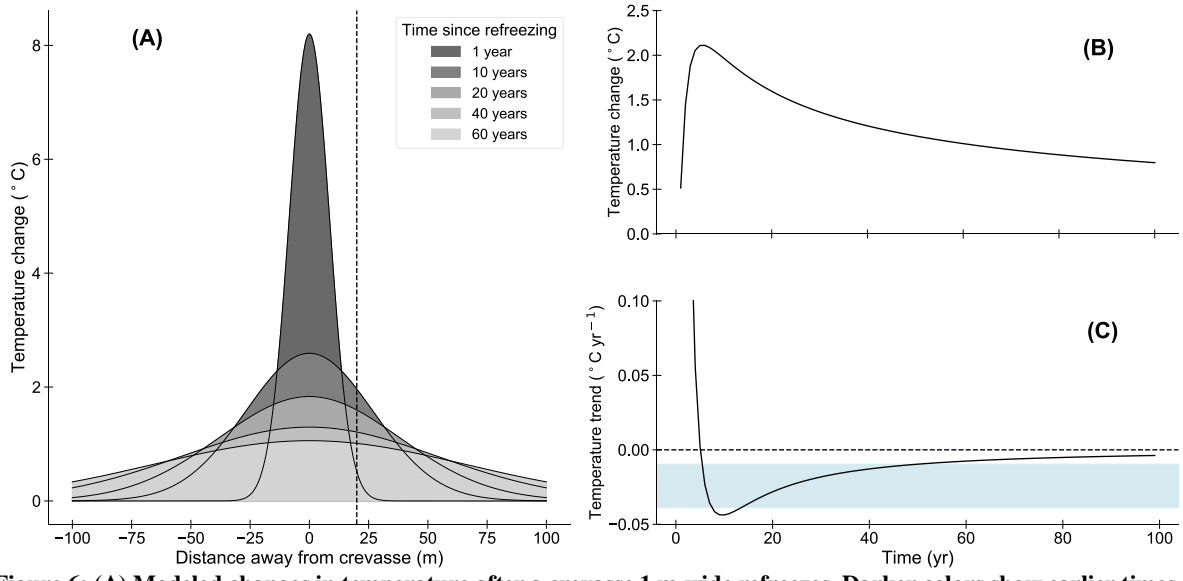 (A)
Time since refreezing
1 year
10 years
20 years
40 years
60 years
Temperature change (°C)
8
6
4
2
0
−100 −75 −50 −25 0 25 50 75 100
Distance away from crevasse (m)
(B)
Temperature change (°C)
2.5
2.0
1.5
1.0
0.5
0.0
(C)
Temperature trend (°C yr⁻¹)
0.10
0.05
0.00
−0.05
0 20 40 60 80 100
Time (yr)
Figure 6: (A) Modeled changes in temperature after a crevasse 1 m wide refreezes. Darker colors show earlier times